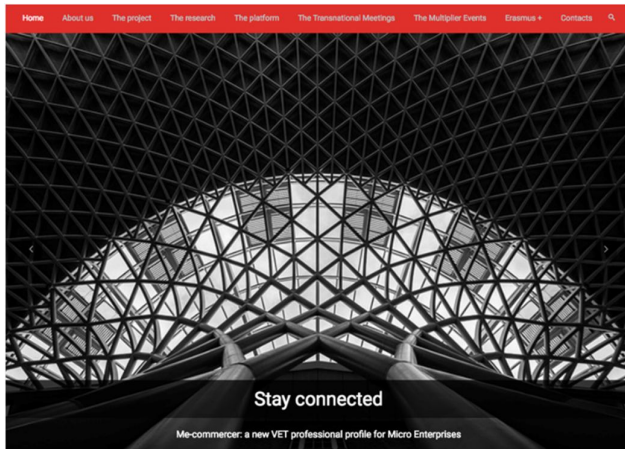 Home About us The project The research The platform The Transnational Meetings The Multiplier Events Erasmus + Contacts
Stay connected
Me-commercer: a new VET professional profile for Micro Enterprises